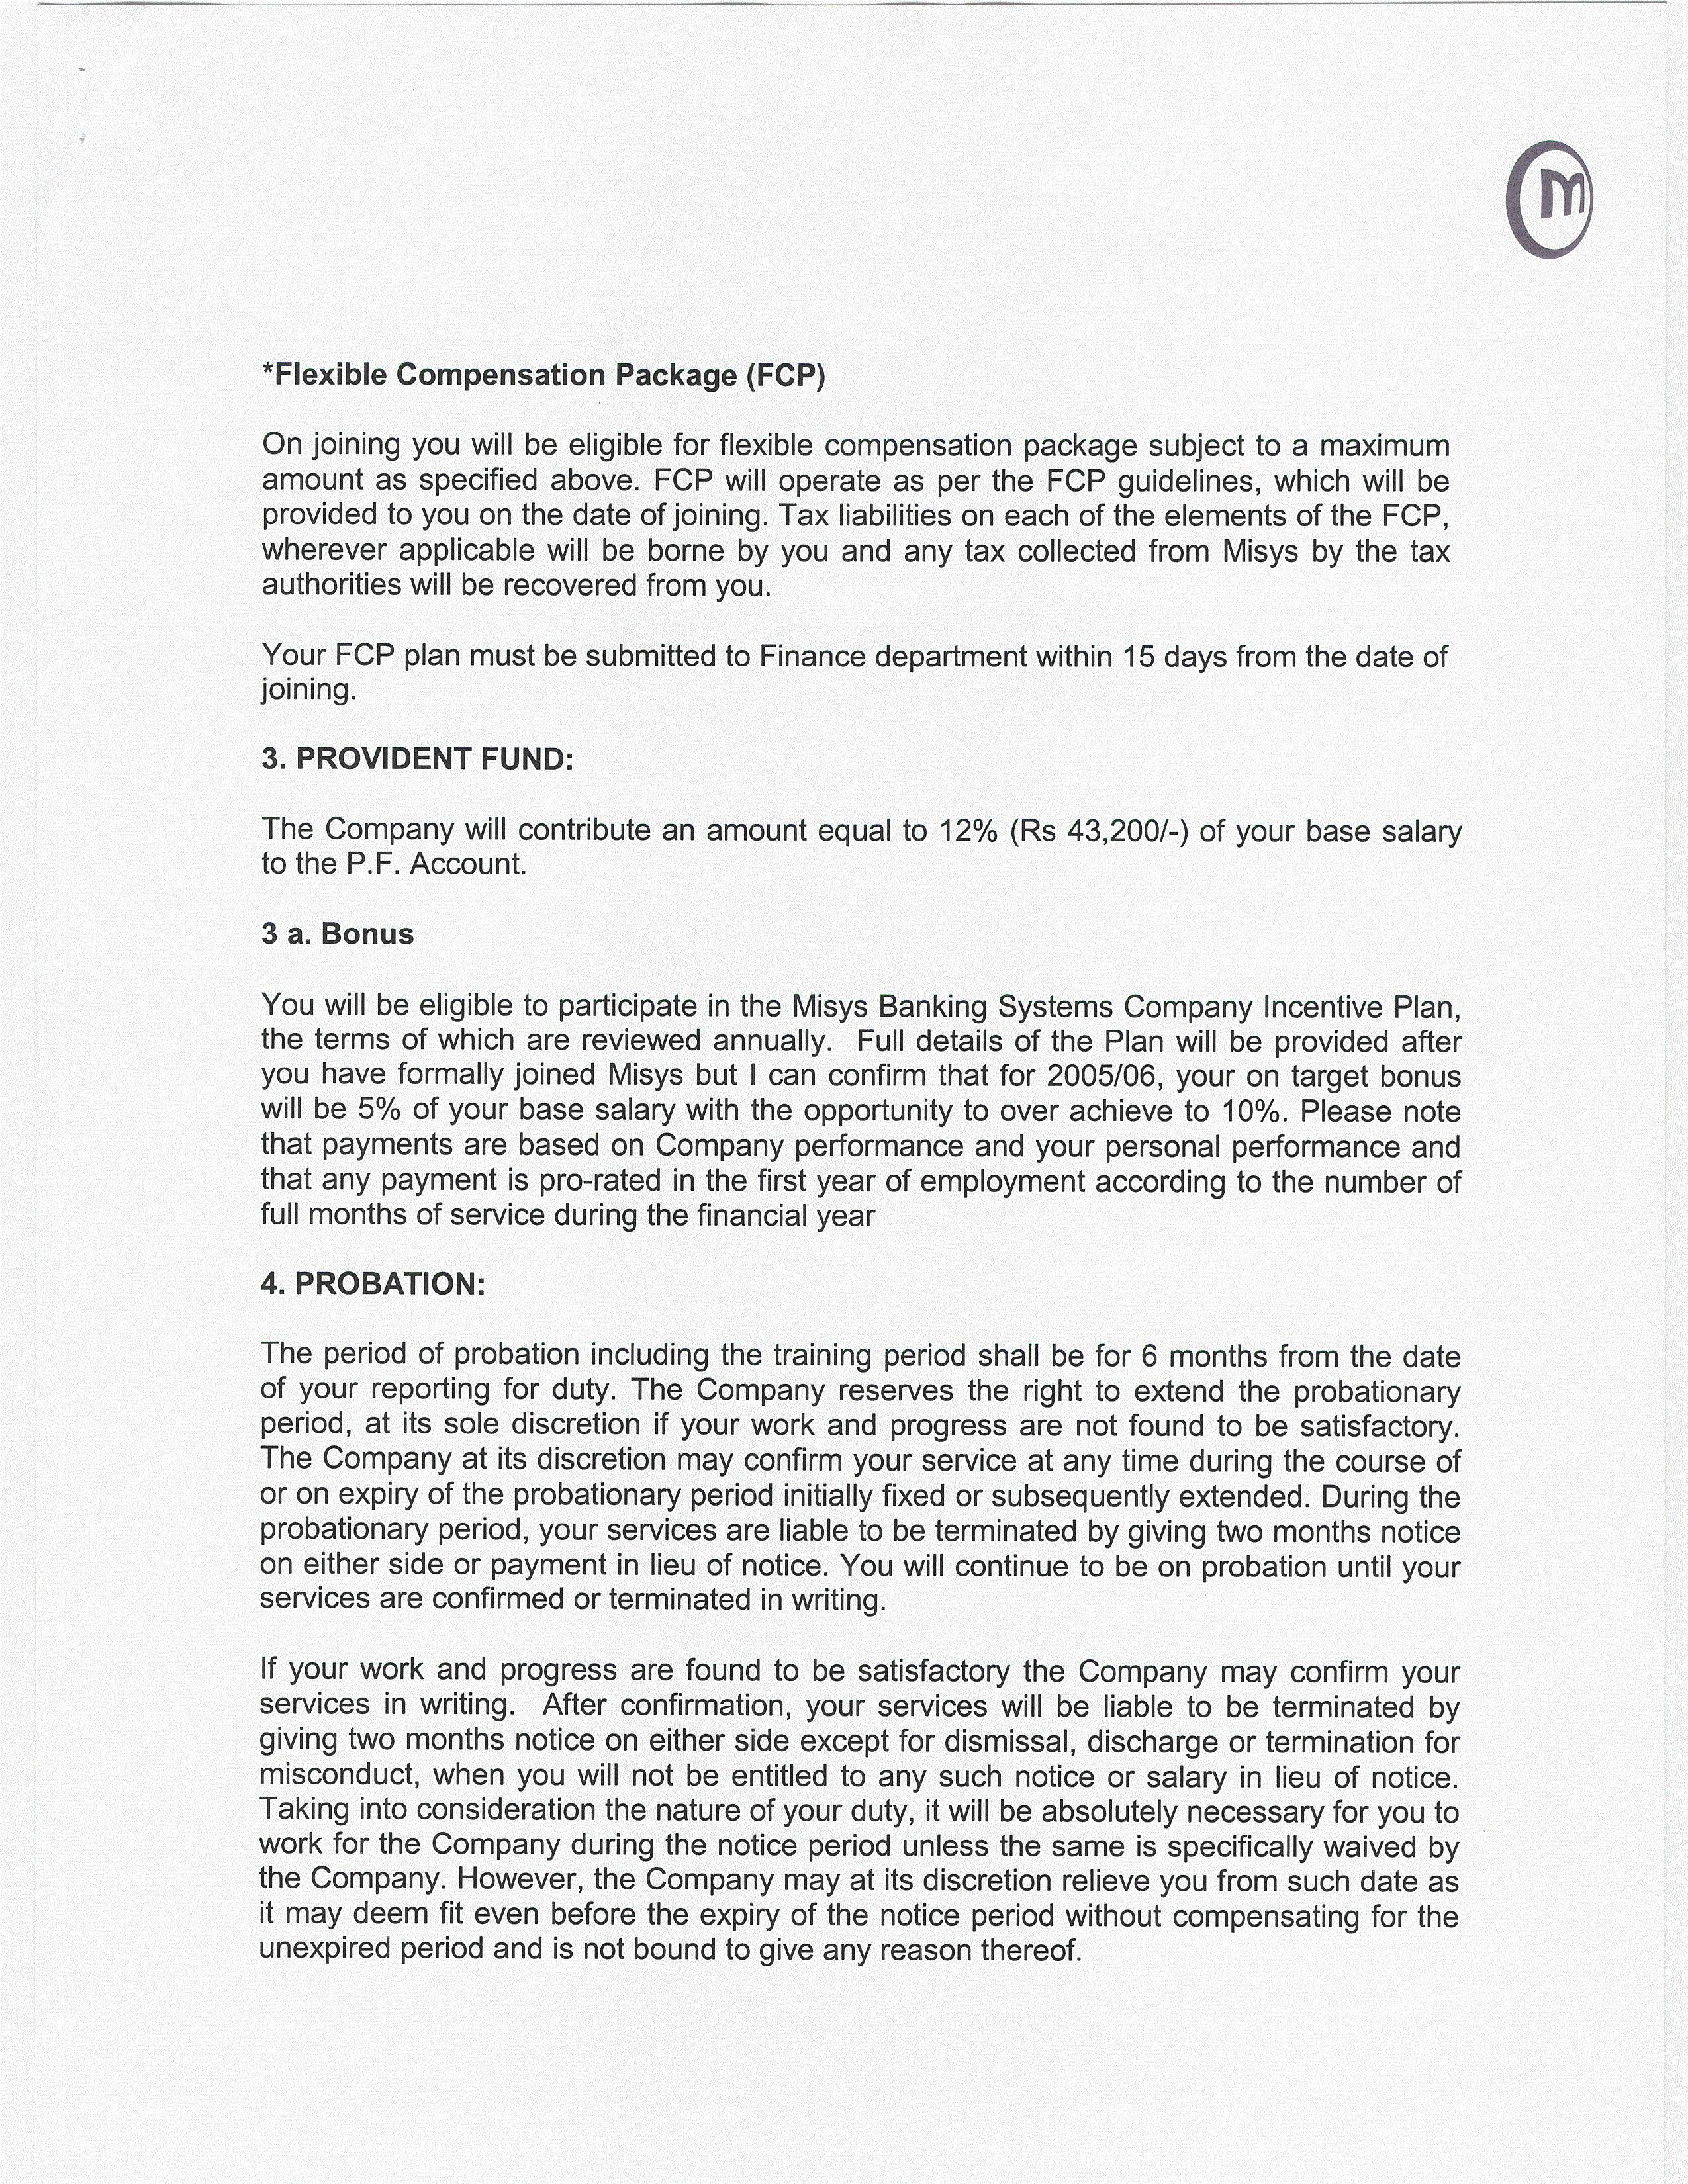 m
*Flexible Compensation Package (FCP)
On joining you will be eligible for flexible compensation package subject to a maximum
amount as specified above. FCP will operate as per the FCP guidelines, which will be
provided to you on the date of joining. Tax liabilities on each of the elements of the FCP,
wherever applicable will be borne by you and any tax collected from Misys by the tax
authorities will be recovered from you.
Your FCP plan must be submitted to Finance department within 15 days from the date of
joining.
3. PROVIDENT FUND:
The Company will contribute an amount equal to 12% (Rs 43,200/-) of your base salary
to the P.F. Account.
3 a. Bonus
You will be eligible to participate in the Misys Banking Systems Company Incentive Plan,
the terms of which are reviewed annually.  Full details of the Plan will be provided after
you have formally joined Misys but I can confirm that for 2005/06, your on target bonus
will be 5% of your base salary with the opportunity to over achieve to 10%. Please note
that payments are based on Company performance and your personal performance and
that any payment is pro-rated in the first year of employment according to the number of
full months of service during the financial year
4. PROBATION:
The period of probation including the training period shall be for 6 months from the date
of your reporting for duty. The Company reserves the right to extend the probationary
period, at its sole discretion if your work and progress are not found to be satisfactory.
The Company at its discretion may confirm your service at any time during the course of
or on expiry of the probationary period initially fixed or subsequently extended. During the
probationary period, your services are liable to be terminated by giving two months notice
on either side or payment in lieu of notice. You will continue to be on probation until your
services are confirmed or terminated in writing.
If your work and progress are found to be satisfactory the Company may confirm your
services in writing.  After confirmation, your services will be liable to be terminated by
giving two months notice on either side except for dismissal, discharge or termination for
misconduct, when you will not be entitled to any such notice or salary in lieu of notice.
Taking into consideration the nature of your duty, it will be absolutely necessary for you to
work for the Company during the notice period unless the same is specifically waived by
the Company. However, the Company may at its discretion relieve you from such date as
it may deem fit even before the expiry of the notice period without compensating for the
unexpired period and is not bound to give any reason thereof.